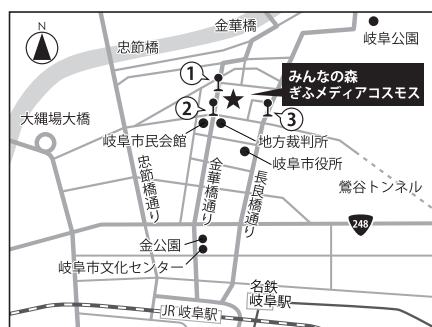 N
金華橋
忠節橋
岐阜公園
①
みんなの森
ぎふメディアコスモス
②
③
大縄場大橋
岐阜市民会館
地方裁判所
岐阜市役所
忠節橋通り
金華橋通り
長良橋通り
鶯谷トンネル
248
金公園
岐阜市文化センター
名鉄
岐阜駅
JR岐阜駅